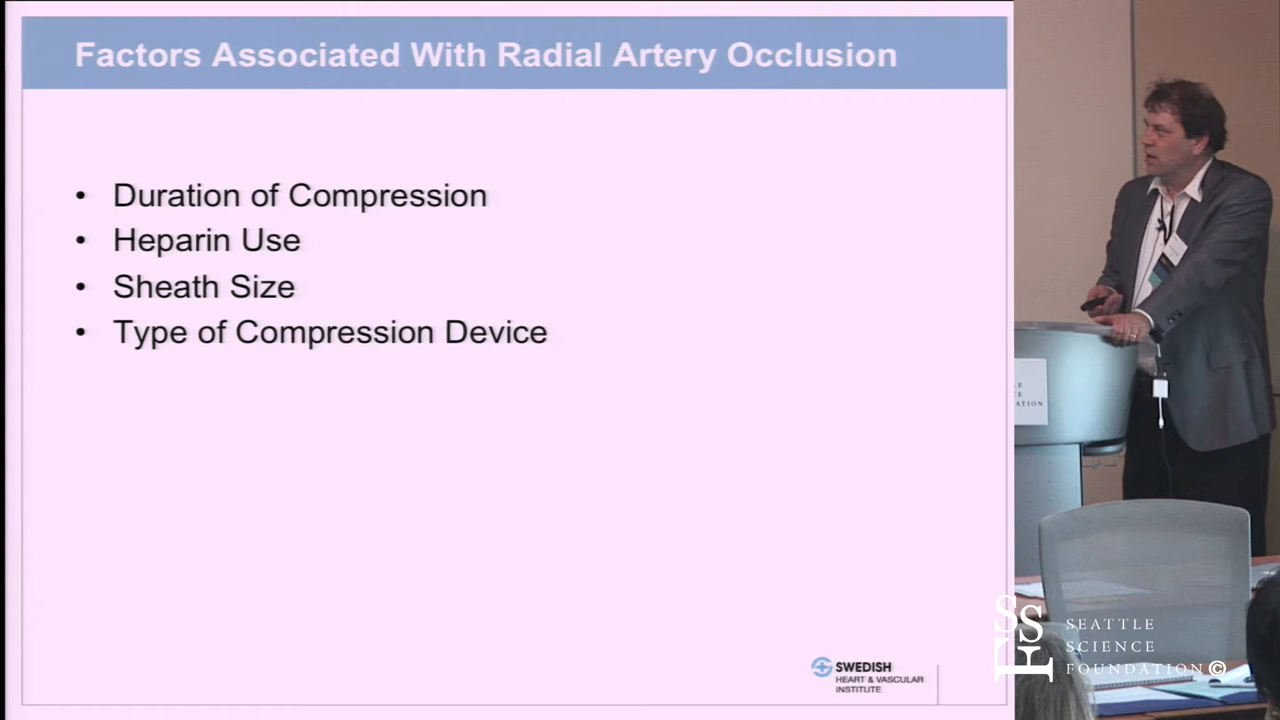 Factors Associated With Radial Artery Occlusion
• Duration of Compression
• Heparin Use
• Sheath Size
• Type of Compression Device
SWEDISH
HEART & VASCULAR
INSTITUTE
SSF
SEATTLE
SCIENCE
FOUNDATION©